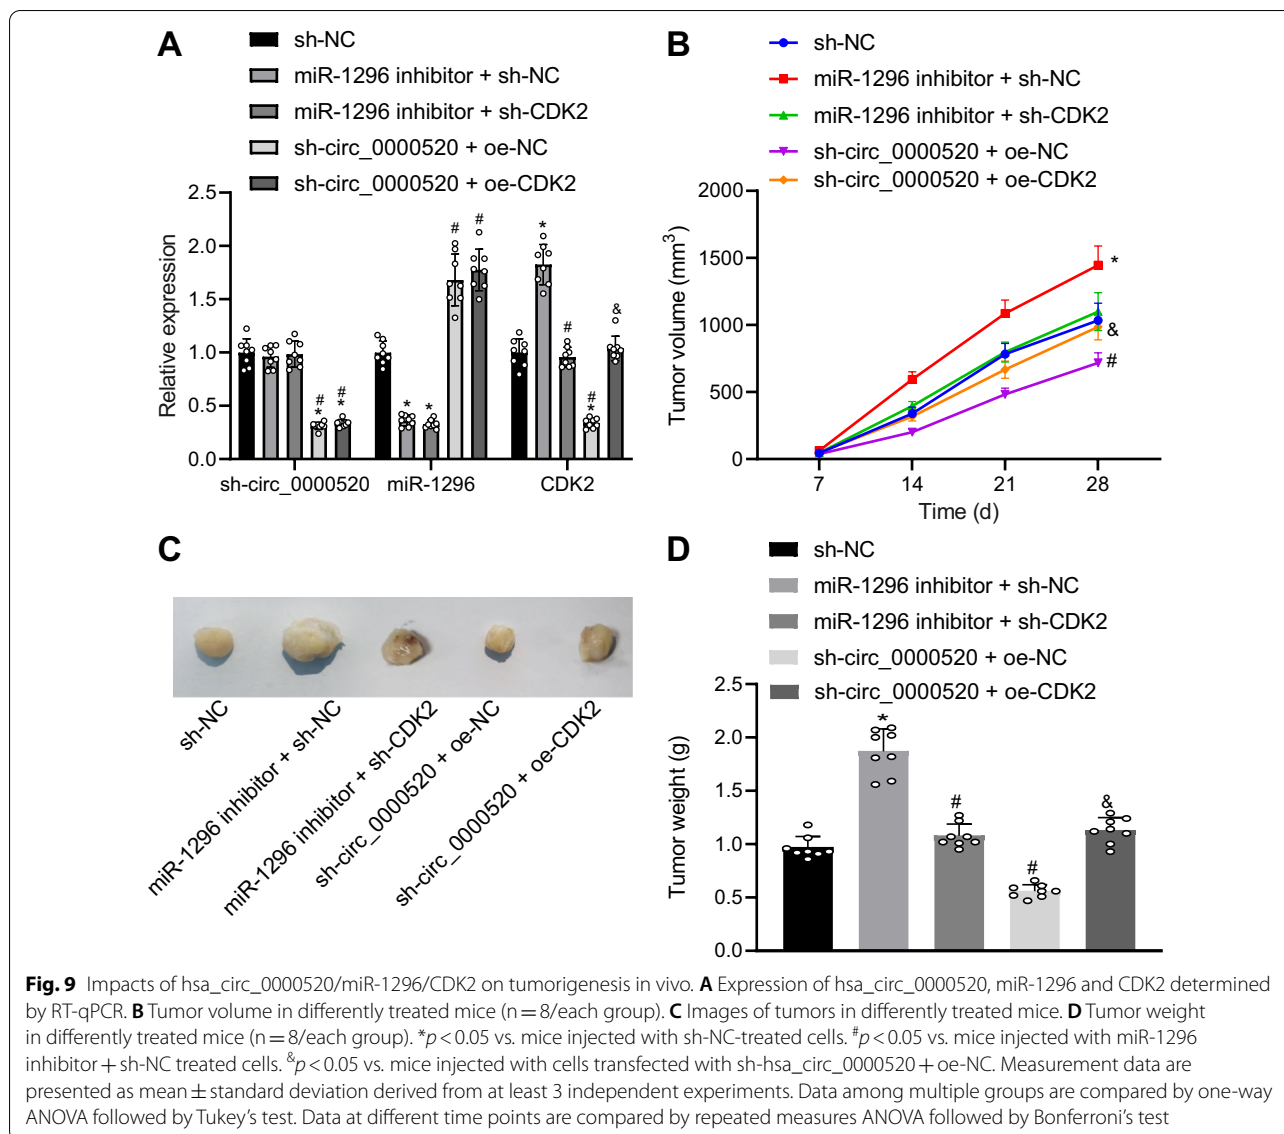 A
sh-NC
miR-1296 inhibitor + sh-NC
miR-1296 inhibitor + sh-CDK2
sh-circ_0000520 + oe-NC
sh-circ_0000520 + oe-CDK2
Relative expression
2.5
2.0
1.5
1.0
0.5
0.0
# * # *
* * # #
* # # * &
sh-circ_0000520 miR-1296 CDK2
B
sh-NC
miR-1296 inhibitor + sh-NC
miR-1296 inhibitor + sh-CDK2
sh-circ_0000520 + oe-NC
sh-circ_0000520 + oe-CDK2
Tumor volume (mm³)
2000
1500
1000
500
0
*
&
#
7 14 21 28
Time (d)
C
sh-NC
miR-1296 inhibitor + sh-NC
miR-1296 inhibitor + sh-CDK2
sh-circ_0000520 + oe-NC
sh-circ_0000520 + oe-CDK2
D
sh-NC
miR-1296 inhibitor + sh-NC
miR-1296 inhibitor + sh-CDK2
sh-circ_0000520 + oe-NC
sh-circ_0000520 + oe-CDK2
Tumor weight (g)
2.5
2.0
1.5
1.0
0.5
0.0
* # # &
Fig. 9 Impacts of hsa_circ_0000520/miR-1296/CDK2 on tumorigenesis in vivo. A Expression of hsa_circ_0000520, miR-1296 and CDK2 determined
by RT-qPCR. B Tumor volume in differently treated mice (n = 8/each group). C Images of tumors in differently treated mice. D Tumor weight
in differently treated mice (n = 8/each group). *p < 0.05 vs. mice injected with sh-NC-treated cells. #p < 0.05 vs. mice injected with miR-1296
inhibitor + sh-NC treated cells. &p < 0.05 vs. mice injected with cells transfected with sh-hsa_circ_0000520 + oe-NC. Measurement data are
presented as mean ± standard deviation derived from at least 3 independent experiments. Data among multiple groups are compared by one-way
ANOVA followed by Tukey's test. Data at different time points are compared by repeated measures ANOVA followed by Bonferroni's test